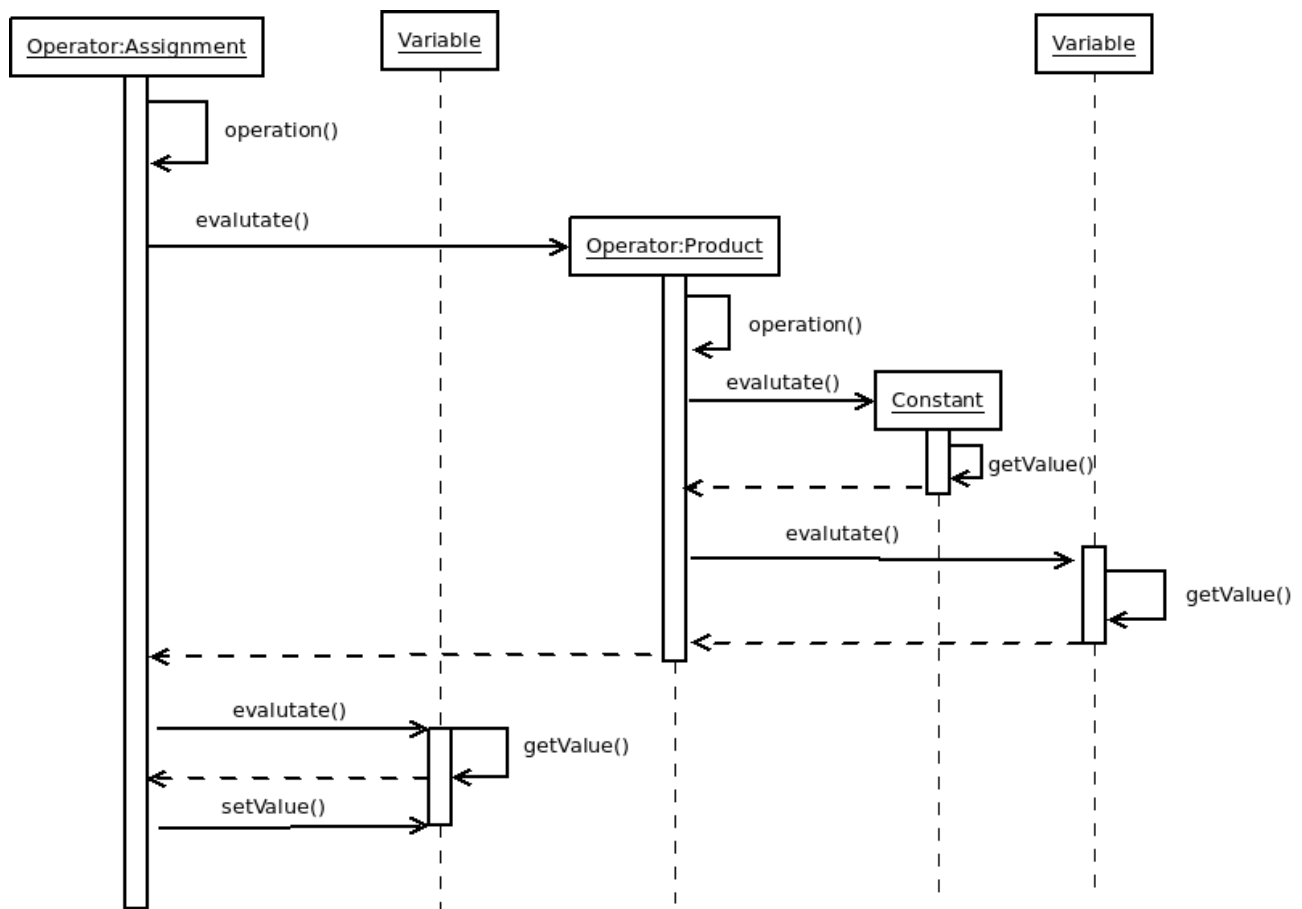 Operator:Assignment
Variable
Variable
operation()
evalutate()
Operator:Product
operation()
evalutate()
Constant
getValue()
evalutate()
getValue()
evalutate()
getValue()
setValue()